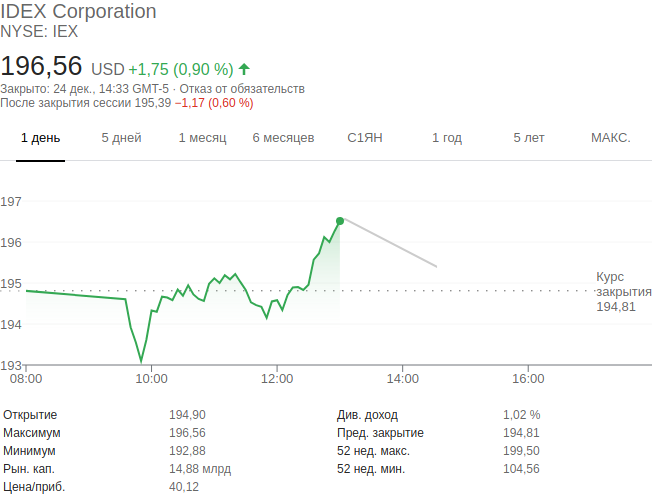 IDEX Corporation
NYSE: IEX
196,56 USD +1,75 (0,90 %)
Закрыто: 24 дек., 14:33 GMT-5 · Отказ от обязательств
После закрытия сессии 195,39 −1,17 (0,60 %)
1 день 5 дней 1 месяц 6 месяцев С1ЯН 1 год 5 лет МАКС.
197
196
195
194
193
Курс
закрытия
194,81
08:00 10:00 12:00 14:00 16:00
Открытие 194,90 Див. доход 1,02 %
Максимум 196,56 Пред. закрытие 194,81
Минимум 192,88 52 нед. макс. 199,50
Рын. кап. 14,88 млрд 52 нед. мин. 104,56
Цена/приб. 40,12